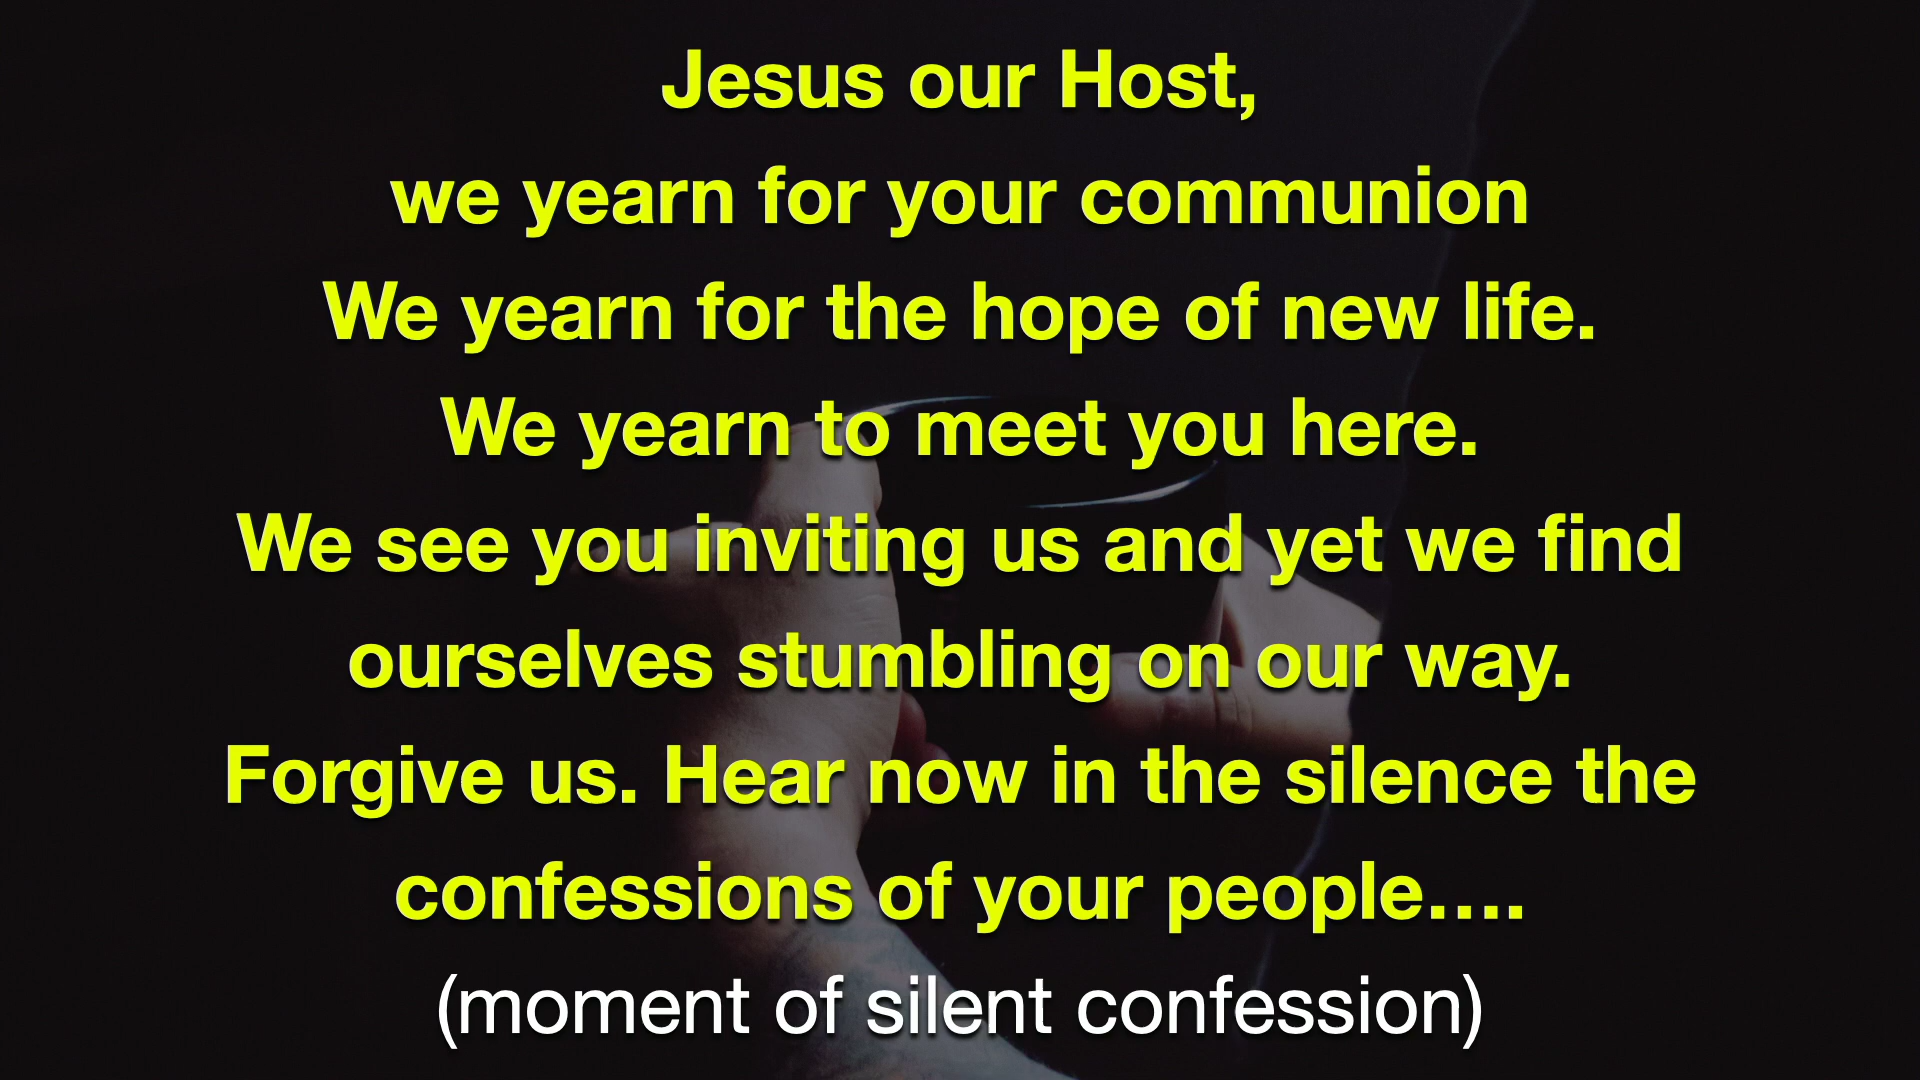 Jesus our Host,
we yearn for your communion
We yearn for the hope of new life.
We yearn to meet you here.
We see you inviting us and yet we find
ourselves stumbling on our way.
Forgive us. Hear now in the silence the
confessions of your people….
(moment of silent confession)